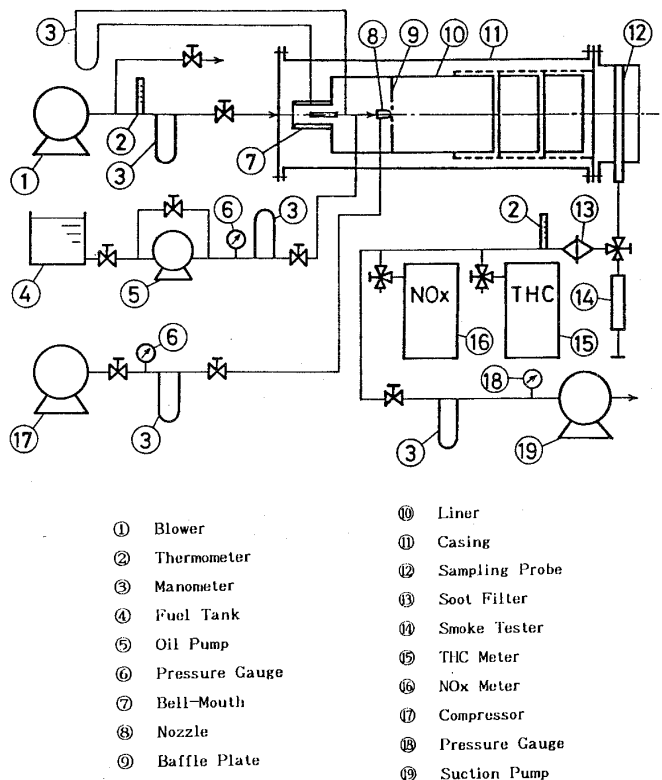 ③
⑧
⑨
⑩
⑪
⑫
①
②
③
⑦
④
⑤
⑥
③
②
⑬
NOx
THC
⑭
⑯
⑮
⑥
⑰
③
⑱
③
⑲
① Blower
② Thermometer
③ Manometer
④ Fuel Tank
⑤ Oil Pump
⑥ Pressure Gauge
⑦ Bell-Mouth
⑧ Nozzle
⑨ Baffle Plate
⑩ Liner
⑪ Casing
⑫ Sampling Probe
⑬ Soot Filter
⑭ Smoke Tester
⑮ THC Meter
⑯ NOx Meter
⑰ Compressor
⑱ Pressure Gauge
⑲ Suction Pump